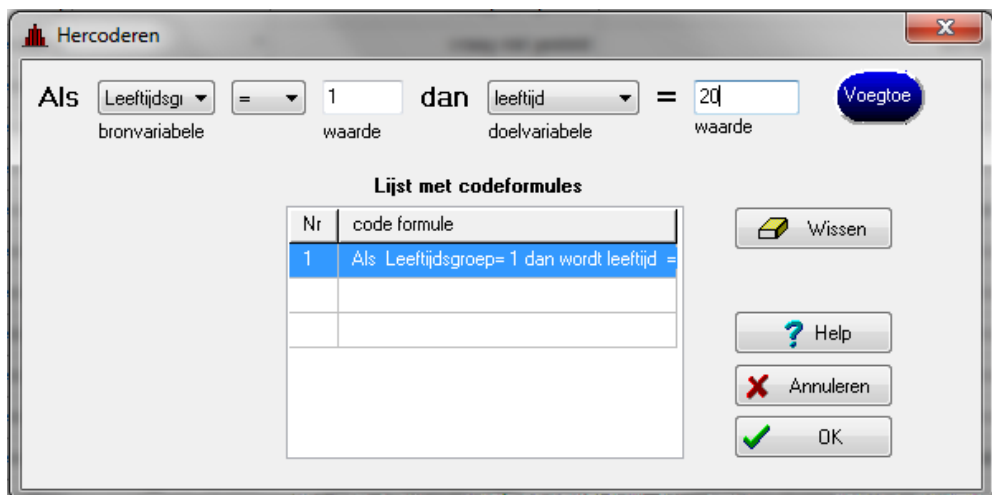 Hercoderen
Als Leeftijdsgr = 1 dan leeftijd = 20 Voegtoe
bronvariabele waarde doelvariabele waarde
Lijst met codeformules
Nr code formule
1 Als Leeftijdsgroep= 1 dan wordt leeftijd =
Wissen
? Help
Annuleren
OK